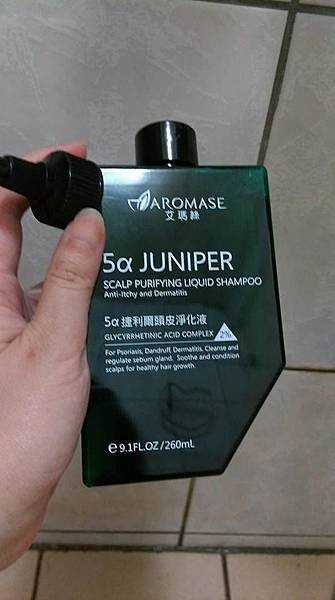 AROMASE
艾瑪絲
5α JUNIPER
SCALP PURIFYING LIQUID SHAMPOO
Anti-Itchy and Dermatitis
5α捷利爾頭皮淨化液
GLYCYRRHETINIC ACID COMPLEX 2%
For Psoriasis, Dandruff, Dermatitis. Cleanse and
regulate sebum gland. Soothe and condition
scalps for healthy hair growth.
e9.1FL.OZ/260mL